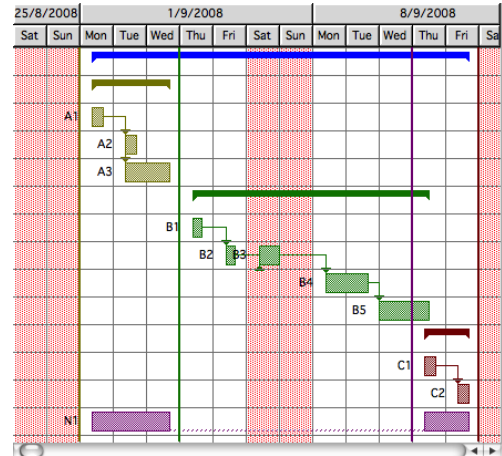 25/8/2008 1/9/2008 8/9/2008
Sat Sun Mon Tue Wed Thu Fri Sat Sun Mon Tue Wed Thu Fri Sa
A1
A2
A3
B1
B2 B3
B4
B5
C1
C2
N1